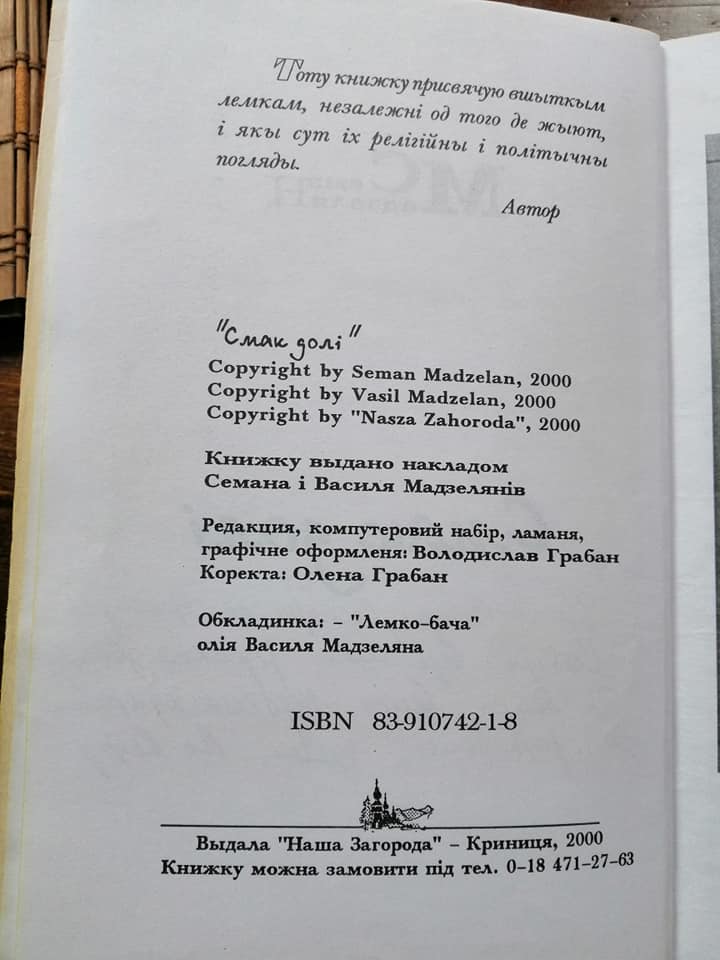 Тоту книжку присвячую вшыткым
лемкам, незалежні од того де жыют,
і якы сут іх релігійны і політычны
погляды.
Автор
"Смак долі"
Copyright by Seman Madzelan, 2000
Copyright by Vasil Madzelan, 2000
Copyright by "Nasza Zahoroda", 2000
Книжку выдано накладом
Семана і Василя Мадзелянів
Редакция, компутеровий набір, ламаня,
графічне оформленя: Володислав Грабан
Коректа: Олена Грабан
Обкладинка: – "Лемко-бача"
олія Василя Мадзеляна
ISBN 83-910742-1-8
Выдала "Наша Загорода" – Криниця, 2000
Книжку можна замовити під тел. 0-18 471-27-63